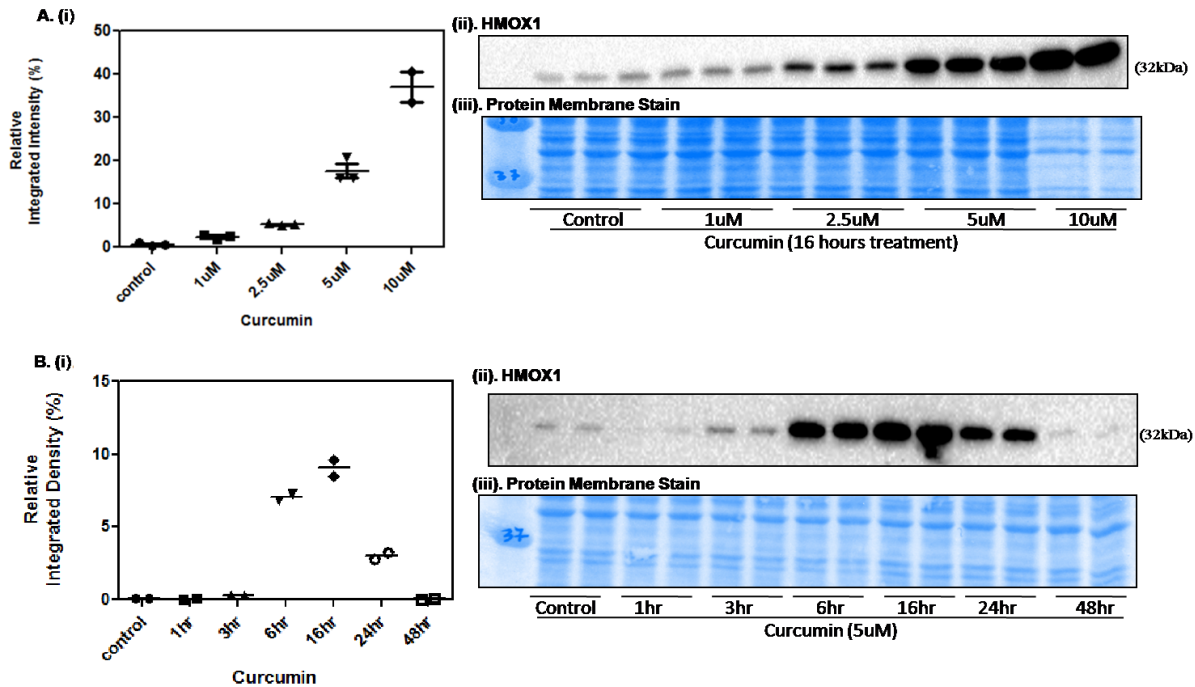 A. (i)
50
40
30
20
10
0
Relative
Integrated Intensity (%)
control
1uM
2.5uM
5uM
10uM
Curcumin
(ii). HMOX1
(32kDa)
(iii). Protein Membrane Stain
37
Control
1uM
2.5uM
5uM
10uM
Curcumin (16 hours treatment)
B. (i)
15
10
5
0
Relative
Integrated Density (%)
control
1hr
3hr
6hr
16hr
24hr
48hr
Curcumin
(ii). HMOX1
(32kDa)
(iii). Protein Membrane Stain
37
Control
1hr
3hr
6hr
16hr
24hr
48hr
Curcumin (5uM)